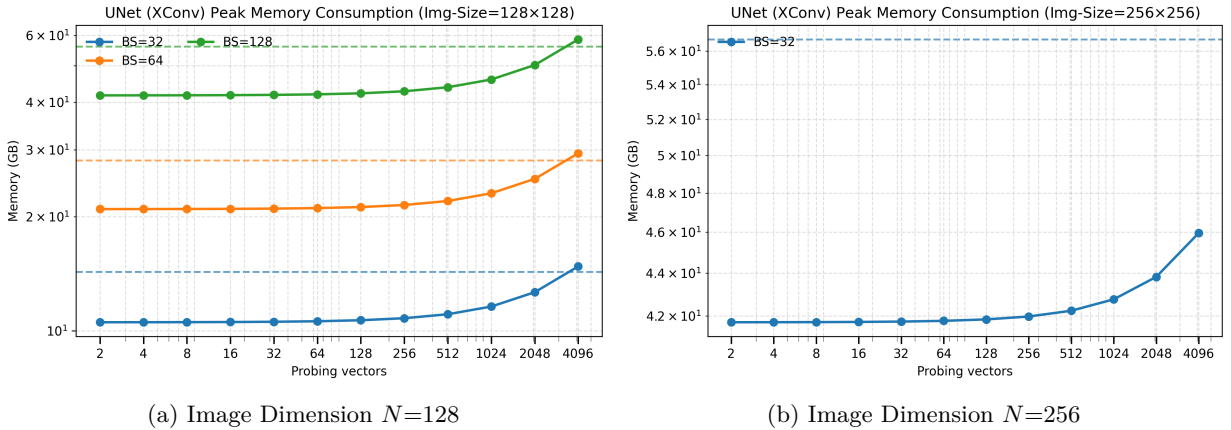 UNet (XConv) Peak Memory Consumption (Img-Size=128×128)
6 × 10¹
4 × 10¹
3 × 10¹
2 × 10¹
10¹
Memory (GB)
BS=32
BS=64
BS=128
2 4 8 16 32 64 128 256 512 1024 2048 4096
Probing vectors
(a) Image Dimension N=128
UNet (XConv) Peak Memory Consumption (Img-Size=256×256)
5.6 × 10¹
5.4 × 10¹
5.2 × 10¹
5 × 10¹
4.8 × 10¹
4.6 × 10¹
4.4 × 10¹
4.2 × 10¹
Memory (GB)
BS=32
2 4 8 16 32 64 128 256 512 1024 2048 4096
Probing vectors
(b) Image Dimension N=256